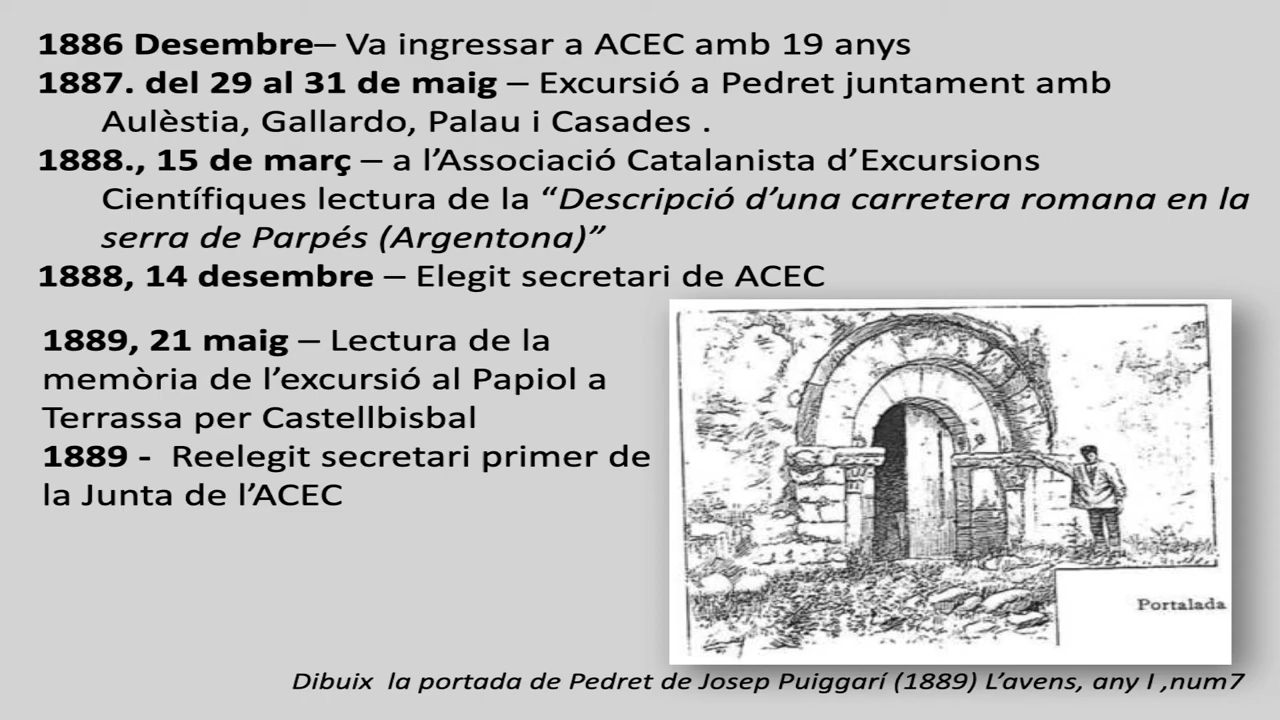 1886 Desembre– Va ingressar a ACEC amb 19 anys
1887. del 29 al 31 de maig – Excursió a Pedret juntament amb
Aulèstia, Gallardo, Palau i Casades .
1888., 15 de març – a l’Associació Catalanista d’Excursions
Científiques lectura de la “Descripció d’una carretera romana en la
serra de Parpés (Argentona)”
1888, 14 desembre – Elegit secretari de ACEC
1889, 21 maig – Lectura de la
memòria de l’excursió al Papiol a
Terrassa per Castellbisbal
1889 - Reelegit secretari primer de
la Junta de l’ACEC
Portalada
Dibuix la portada de Pedret de Josep Puiggarí (1889) L’avens, any I ,num7